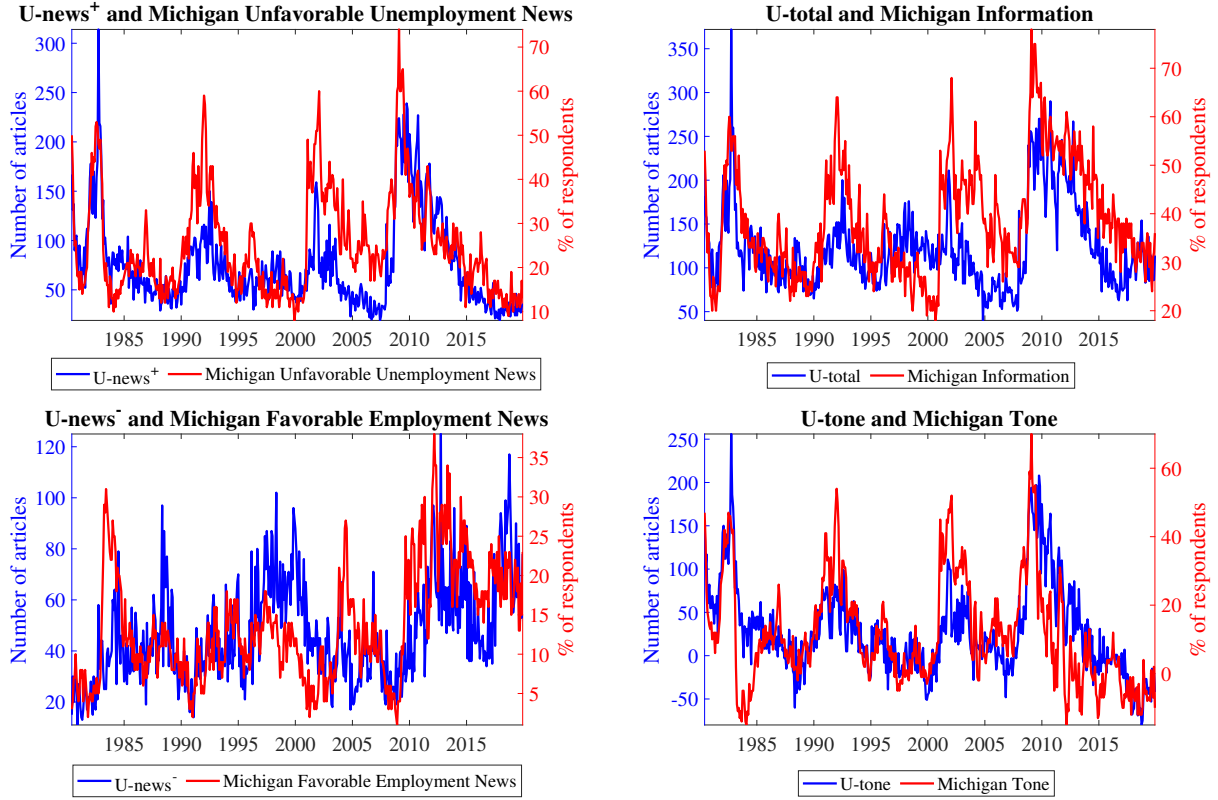 U-news⁺ and Michigan Unfavorable Unemployment News
Number of articles
300
250
200
150
100
50
% of respondents
70
60
50
40
30
20
10
1985 1990 1995 2000 2005 2010 2015
U-news⁺ Michigan Unfavorable Unemployment News
U-total and Michigan Information
Number of articles
350
300
250
200
150
100
50
% of respondents
70
60
50
40
30
20
1985 1990 1995 2000 2005 2010 2015
U-total Michigan Information
U-news⁻ and Michigan Favorable Employment News
Number of articles
120
100
80
60
40
20
% of respondents
35
30
25
20
15
10
5
1985 1990 1995 2000 2005 2010 2015
U-news⁻ Michigan Favorable Employment News
U-tone and Michigan Tone
Number of articles
250
200
150
100
50
0
-50
% of respondents
60
40
20
0
1985 1990 1995 2000 2005 2010 2015
U-tone Michigan Tone